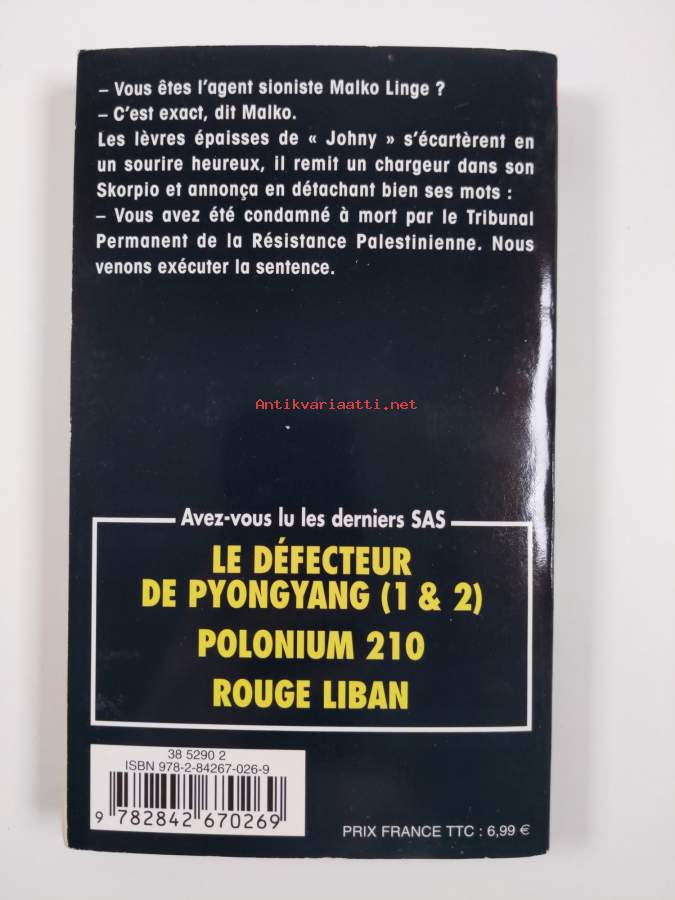 – Vous êtes l'agent sioniste Malko Linge ?
– C'est exact, dit Malko.
Les lèvres épaisses de « Johny » s'écartèrent en
un sourire heureux, il remit un chargeur dans son
Skorpio et annonça en détachant bien ses mots :
– Vous avez été condamné à mort par le Tribunal
Permanent de la Résistance Palestinienne. Nous
venons exécuter la sentence.
Antikvariaatti.net
Avez-vous lu les derniers SAS
LE DÉFECTEUR
DE PYONGYANG (1 & 2)
POLONIUM 210
ROUGE LIBAN
38 5290 2
ISBN 978-2-84267-026-9
9 782842 670269
PRIX FRANCE TTC : 6,99 €